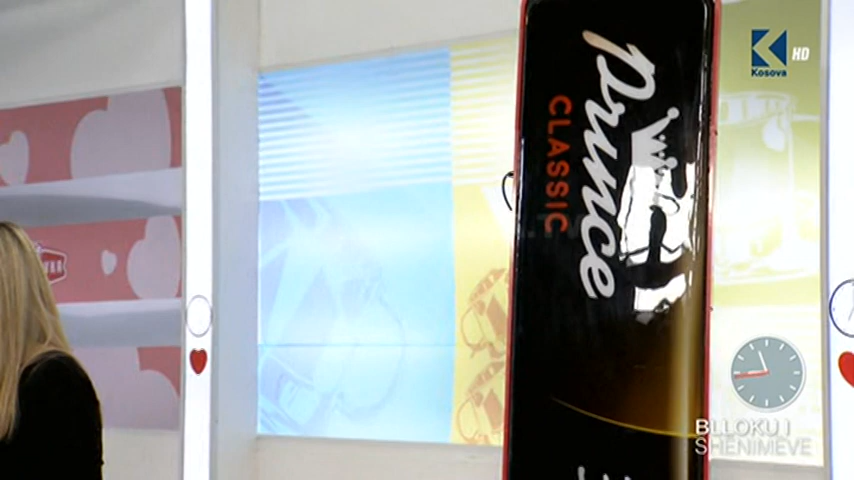 Prince
CLASSIC
Kosova
HD
BLLOKU I
SHENIMEVE